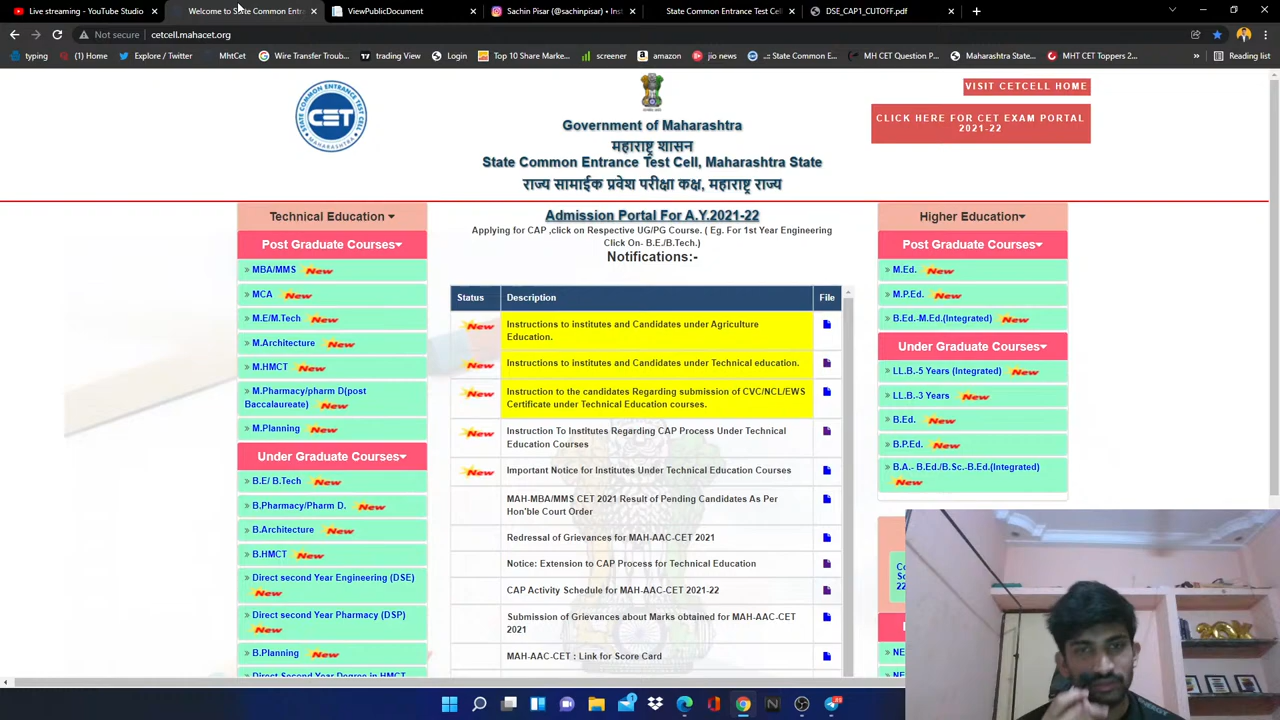 Live streaming - YouTube Studio
Welcome to State Common Entr
ViewPublicDocument
Sachin Pisar (@sachinpisar) • Inst
State Common Entrance Test Cell
DSE_CAP1_CUTOFF.pdf
Not secure
cetcell.mahacet.org
typing
(1) Home
Explore / Twitter
MhtCet
Wire Transfer Troub...
trading View
Login
Top 10 Share Market...
screener
amazon
jio news
:: State Common E...
MH CET Question P...
Maharashtra State...
MHT CET Toppers 2...
Reading list
CET
Government of Maharashtra
महाराष्ट्र शासन
State Common Entrance Test Cell, Maharashtra State
राज्य सामाईक प्रवेश परीक्षा कक्ष, महाराष्ट्र राज्य
VISIT CETCELL HOME
CLICK HERE FOR CET EXAM PORTAL
2021-22
Technical Education
Post Graduate Courses
MBA/MMS New
MCA New
M.E/M.Tech New
M.Architecture New
M.HMCT New
M.Pharmacy/pharm D(post
Baccalaureate) New
M.Planning New
Under Graduate Courses
B.E/ B.Tech New
B.Pharmacy/Pharm D. New
B.Architecture New
B.HMCT New
Direct second Year Engineering (DSE)
New
Direct second Year Pharmacy (DSP)
New
B.Planning New
Direct Second Year Degree in HMCT
Admission Portal For A.Y.2021-22
Applying for CAP ,click on Respective UG/PG Course. ( Eg. For 1st Year Engineering
Click On- B.E./B.Tech.)
Notifications:-
Status Description File
New Instructions to institutes and Candidates under Agriculture
Education.
New Instructions to institutes and Candidates under Technical education.
New Instruction to the candidates Regarding submission of CVC/NCL/EWS
Certificate under Technical Education courses.
New Instruction To Institutes Regarding CAP Process Under Technical
Education Courses
New Important Notice for Institutes Under Technical Education Courses
MAH-MBA/MMS CET 2021 Result of Pending Candidates As Per
Hon'ble Court Order
Redressal of Grievances for MAH-AAC-CET 2021
Notice: Extension to CAP Process for Technical Education
CAP Activity Schedule for MAH-AAC-CET 2021-22
Submission of Grievances about Marks obtained for MAH-AAC-CET
2021
MAH-AAC-CET : Link for Score Card
Higher Education
Post Graduate Courses
M.Ed. New
M.P.Ed. New
B.Ed.-M.Ed.(Integrated) New
Under Graduate Courses
LL.B.-5 Years (Integrated) New
LL.B.-3 Years New
B.Ed. New
B.P.Ed. New
B.A.- B.Ed./B.Sc.-B.Ed.(Integrated)
New
Co
Sc
22
NE
NE